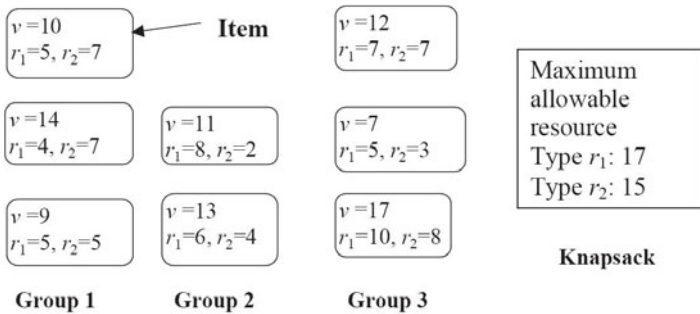 v =10
r₁=5, r₂=7
Item
v =12
r₁=7, r₂=7
v =14
r₁=4, r₂=7
v =11
r₁=8, r₂=2
v =7
r₁=5, r₂=3
v =9
r₁=5, r₂=5
v =13
r₁=6, r₂=4
v =17
r₁=10, r₂=8
Maximum
allowable
resource
Type r₁: 17
Type r₂: 15
Knapsack
Group 1
Group 2
Group 3